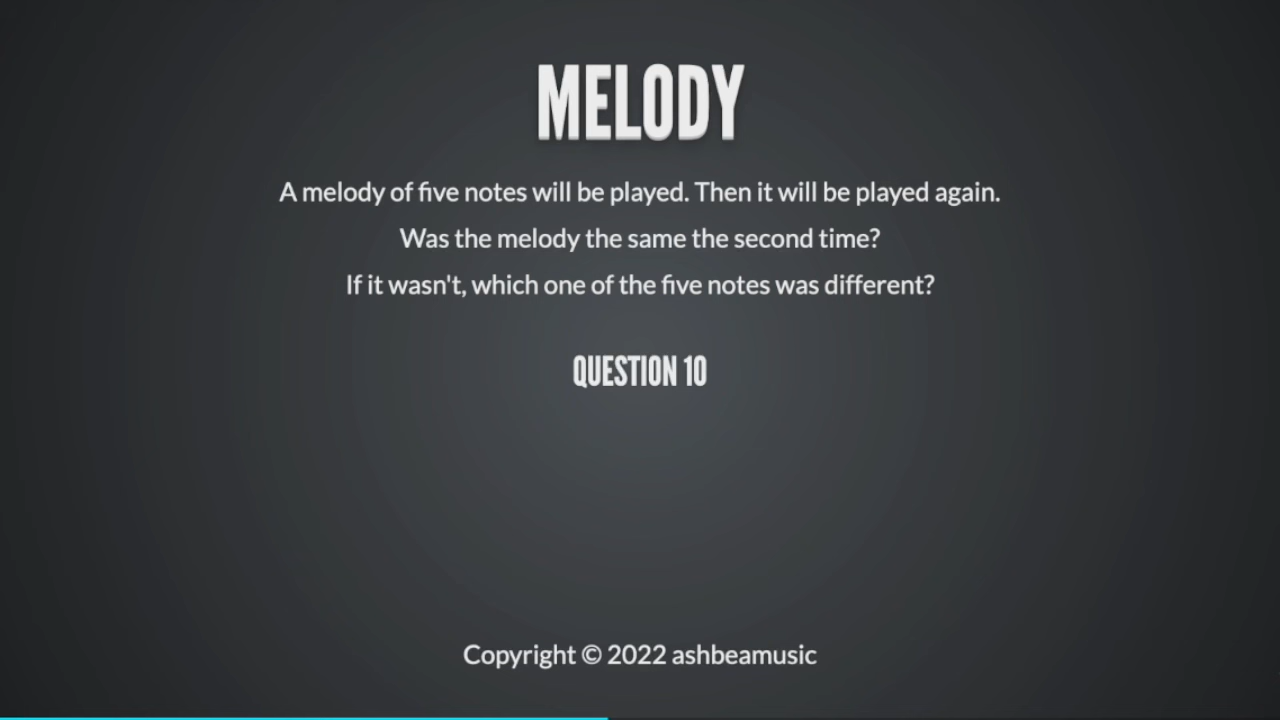 MELODY
A melody of five notes will be played. Then it will be played again.
Was the melody the same the second time?
If it wasn't, which one of the five notes was different?
QUESTION 10
Copyright © 2022 ashbeamusic